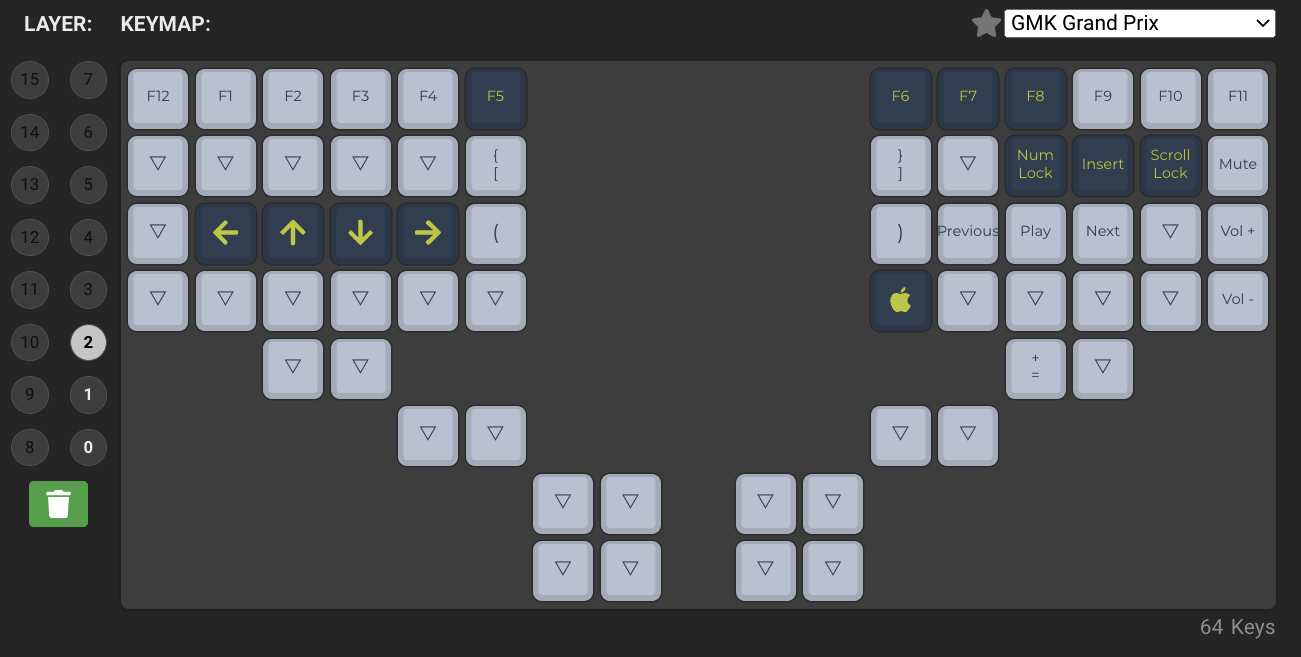 LAYER: KEYMAP: GMK Grand Prix
15 7 F12 F1 F2 F3 F4 F5 F6 F7 F8 F9 F10 F11
14 6 { [ } ] Num Lock Insert Scroll Lock Mute
13 5 ( ) Previous Play Next Vol +
12 4
11 3 Vol -
10 2 + =
9 1
8 0
64 Keys